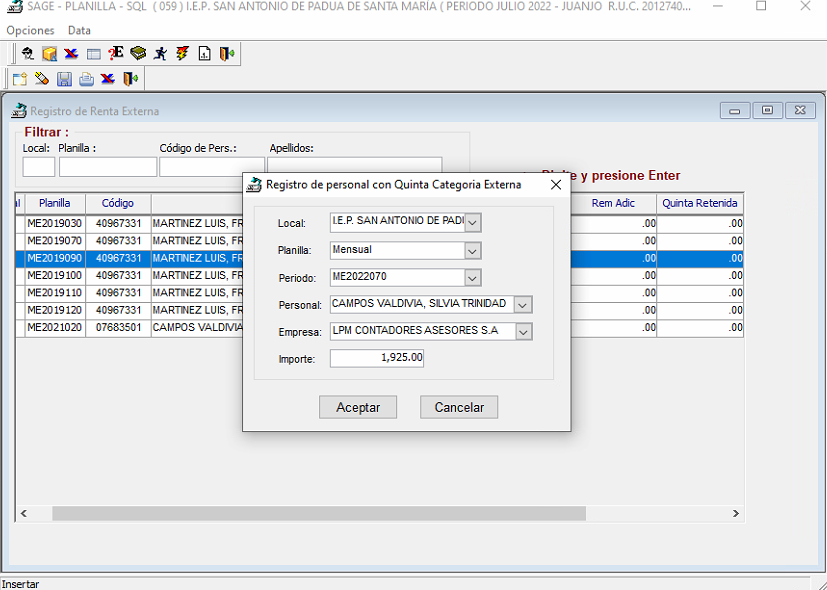 SAGE - PLANILLA - SQL ( 059 ) I.E.P. SAN ANTONIO DE PADUA DE SANTA MARÍA ( PERIODO JULIO 2022 - JUANJO R.U.C. 2012740...
Opciones Data
Registro de Renta Externa
Filtrar :
Local: Planilla : Código de Pers.: Apellidos:
y presione Enter
Planilla Código Rem Adic Quinta Retenida
ME2019030 40967331 MARTINEZ LUIS, FR .00 .00
ME2019070 40967331 MARTINEZ LUIS, FR .00 .00
ME2019090 40967331 MARTINEZ LUIS, FR .00 .00
ME2019100 40967331 MARTINEZ LUIS, FR .00 .00
ME2019110 40967331 MARTINEZ LUIS, FR .00 .00
ME2019120 40967331 MARTINEZ LUIS, FR .00 .00
ME2021020 07683501 CAMPOS VALDIVIA .00 .00
Registro de personal con Quinta Categoria Externa
Local: I.E.P. SAN ANTONIO DE PADU
Planilla: Mensual
Periodo: ME2022070
Personal: CAMPOS VALDIVIA, SILVIA TRINIDAD
Empresa: LPM CONTADORES ASESORES S.A
Importe: 1,925.00
Aceptar Cancelar
Insertar